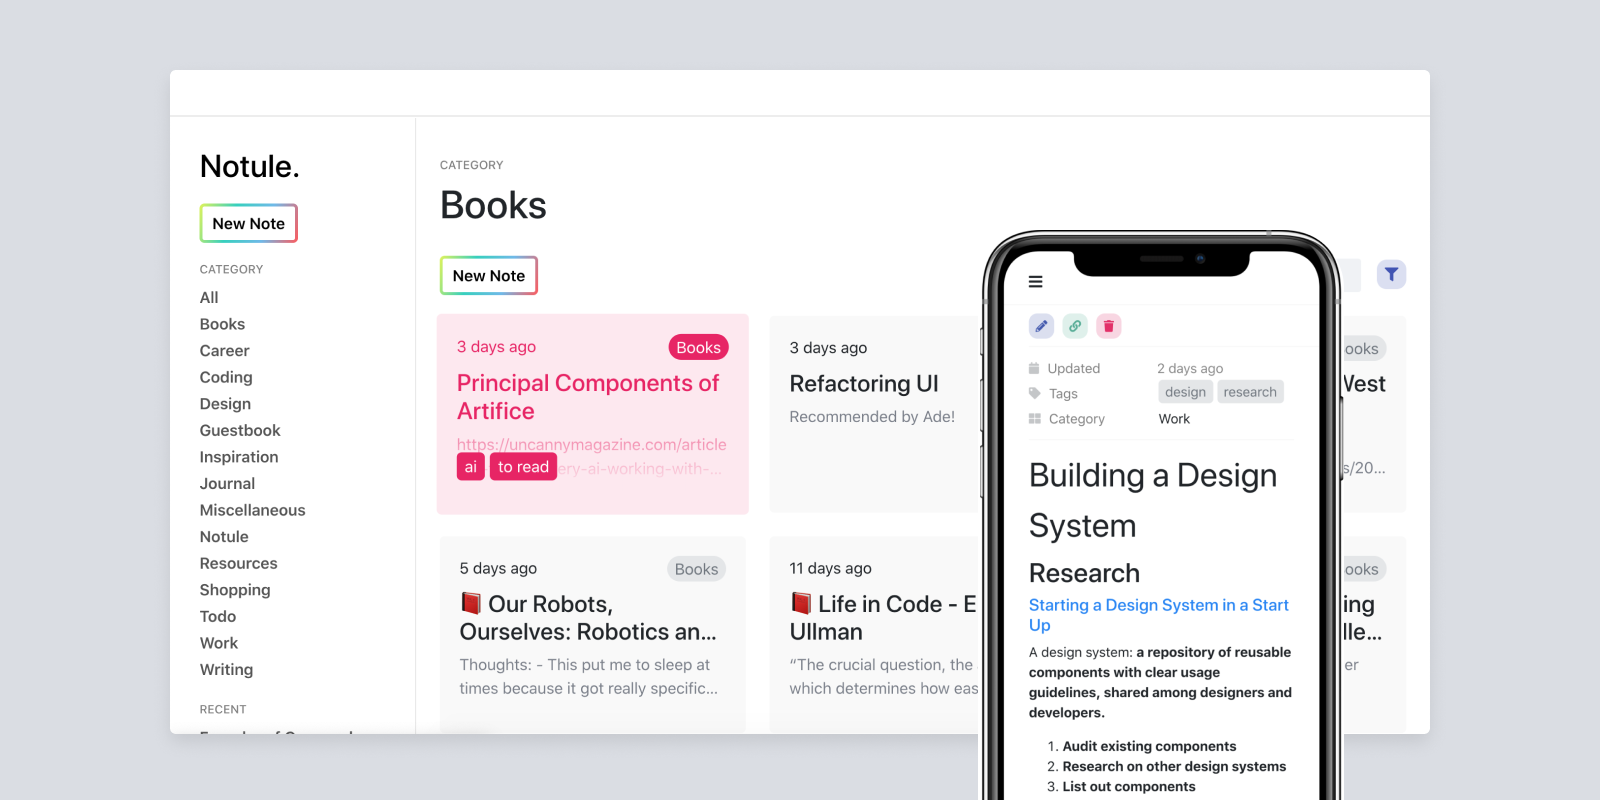 Notule.
New Note
CATEGORY
All
Books
Career
Coding
Design
Guestbook
Inspiration
Journal
Miscellaneous
Notule
Resources
Shopping
Todo
Work
Writing
RECENT
CATEGORY
Books
New Note
3 days ago
Books
Principal Components of
Artifice
https://uncannymagazine.com/article
ai
to read
ery-ai-working-with-...
3 days ago
Refactoring UI
Recommended by Ade!
ooks
West
s/20...
5 days ago
Books
📕 Our Robots,
Ourselves: Robotics an...
Thoughts: - This put me to sleep at
times because it got really specific...
11 days ago
📕 Life in Code - E
Ullman
“The crucial question, the
which determines how eas
ooks
ing
lle...
er
Updated
2 days ago
Tags
design
research
Category
Work
Building a Design
System
Research
Starting a Design System in a Start
Up
A design system: a repository of reusable
components with clear usage
guidelines, shared among designers and
developers.
1. Audit existing components
2. Research on other design systems
3. List out components